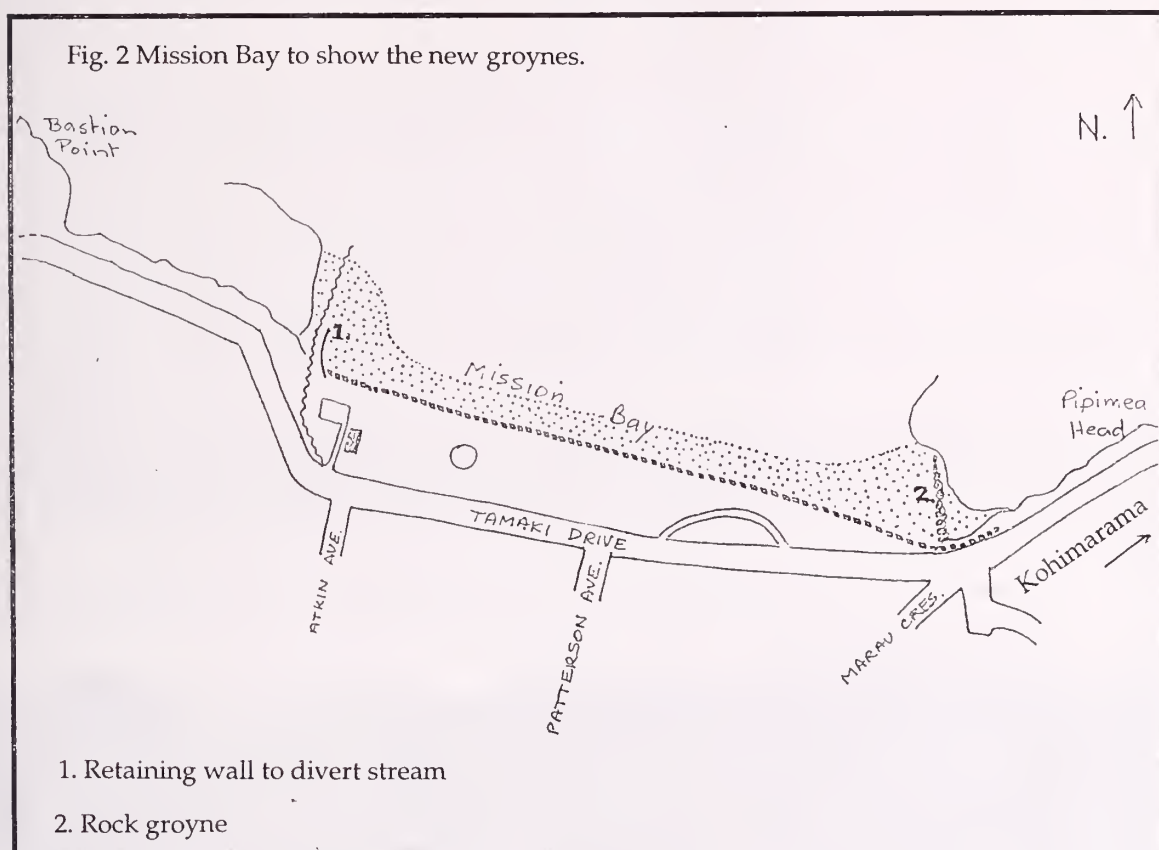 Fig. 2 Mission Bay to show the new groynes.
N.
Bastion
Point
1.
Mission Bay
Pipimea
Head
2.
TAMAKI DRIVE
Kohimarama
ATKIN AVE.
PATTERSON AVE.
MARAU CRES.
1. Retaining wall to divert stream
2. Rock groyne